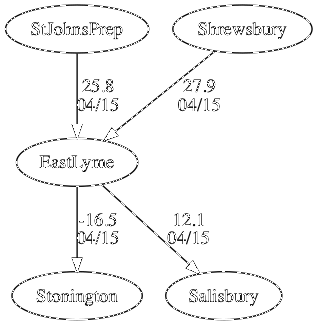 StJohnsPrep
Shrewsbury
25.8
04/15
27.9
04/15
EastLyme
-16.5
04/15
12.1
04/15
Stonington
Salisbury